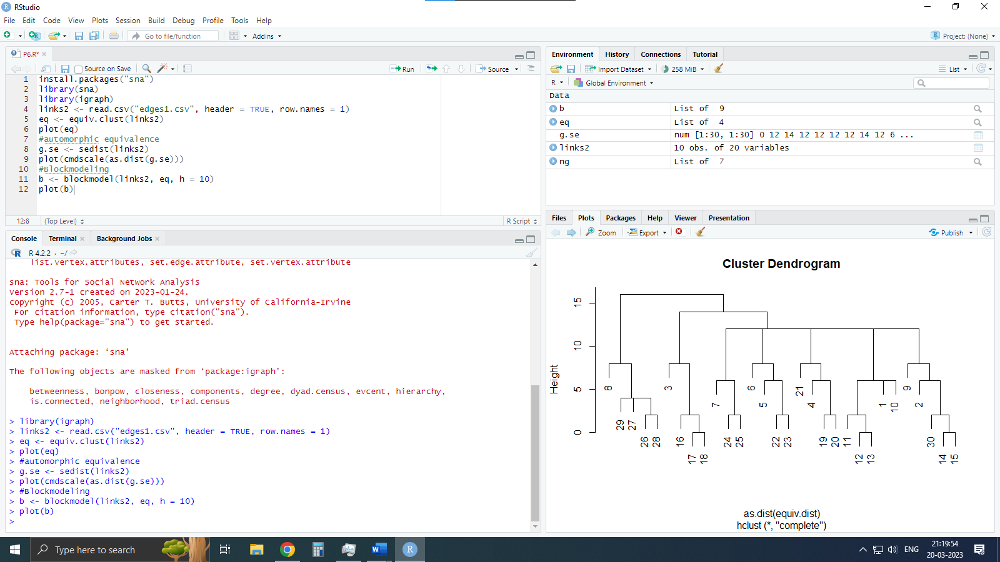 RStudio
File Edit Code View Plots Session Build Debug Profile Tools Help
Go to file/function Addins Project: (None)
P6.R*
Source on Save Run Source
1 install.packages("sna")
2 library(sna)
3 library(igraph)
4 links2 <- read.csv("edges1.csv", header = TRUE, row.names = 1)
5 eq <- equiv.clust(links2)
6 plot(eq)
7 #automorphic equivalence
8 g.se <- sedist(links2)
9 plot(cmdscale(as.dist(g.se)))
10 #Blockmodeling
11 b <- blockmodel(links2, eq, h = 10)
12 plot(b)
12:8 (Top Level) R Script
Console Terminal Background Jobs
R 4.2.2 · ~/
list.vertex.attributes, set.edge.attribute, set.vertex.attribute
sna: Tools for Social Network Analysis
Version 2.7-1 created on 2023-01-24.
copyright (c) 2005, Carter T. Butts, University of California-Irvine
For citation information, type citation("sna").
Type help(package="sna") to get started.
Attaching package: ‘sna’
The following objects are masked from ‘package:igraph’:
betweenness, bonpow, closeness, components, degree, dyad.census, evcent, hierarchy,
is.connected, neighborhood, triad.census
> library(igraph)
> links2 <- read.csv("edges1.csv", header = TRUE, row.names = 1)
> eq <- equiv.clust(links2)
> plot(eq)
> #automorphic equivalence
> g.se <- sedist(links2)
> plot(cmdscale(as.dist(g.se)))
> #Blockmodeling
> b <- blockmodel(links2, eq, h = 10)
> plot(b)
>
Environment History Connections Tutorial
Import Dataset 258 MiB List
R Global Environment
Data
b List of 9
eq List of 4
g.se num [1:30, 1:30] 0 12 14 12 12 12 12 14 12 6 ...
links2 10 obs. of 20 variables
ng List of 7
Files Plots Packages Help Viewer Presentation
Zoom Export Publish
Cluster Dendrogram
Height
15
10
5
0
8 29 27 26 28 3 16 17 18 7 24 25 6 5 22 23 21 4 19 20 11 12 13 1 10 9 2 30 14 15
as.dist(equiv.dist)
hclust (*, "complete")
Type here to search
ENG
21:19:54
20-03-2023